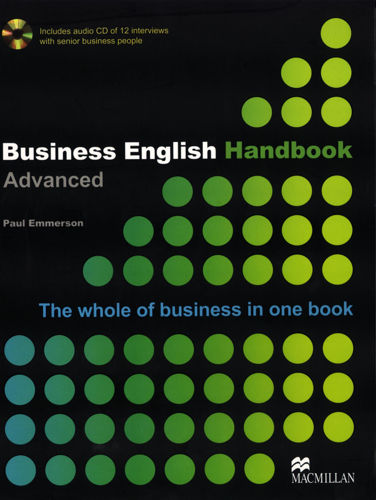 Includes audio CD of 12 interviews
with senior business people
Business English Handbook
Advanced
Paul Emmerson
The whole of business in one book
MACMILLAN